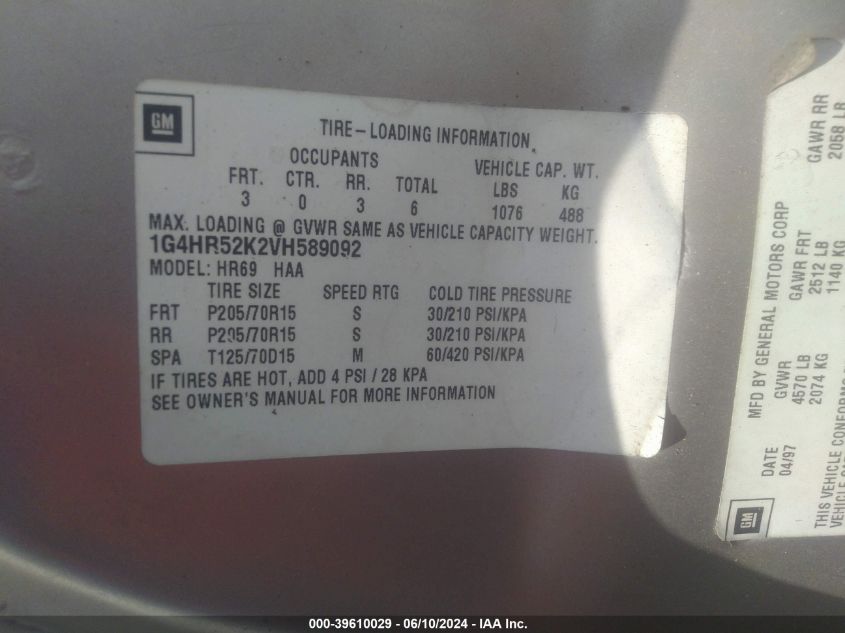 GM
TIRE-LOADING INFORMATION
OCCUPANTS VEHICLE CAP. WT.
FRT. CTR. RR. TOTAL LBS KG
3 0 3 6 1076 488
MAX. LOADING @ GVWR SAME AS VEHICLE CAPACITY WEIGHT.
1G4HR52K2VH589092
MODEL: HR69 HAA
TIRE SIZE SPEED RTG COLD TIRE PRESSURE
FRT P205/70R15 S 30/210 PSI/KPA
RR P205/70R15 S 30/210 PSI/KPA
SPA T125/70D15 M 60/420 PSI/KPA
IF TIRES ARE HOT, ADD 4 PSI / 28 KPA
SEE OWNER'S MANUAL FOR MORE INFORMATION
GM
MFD BY GENERAL MOTORS CORP
DATE GVWR GAWR FRT GAWR RR
04/97 4570 LB 2512 LB 2058 LB
2074 KG 1140 KG
THIS VEHICLE CONFORMS
VEHICLE
000-39610029 - 06/10/2024 - IAA Inc.